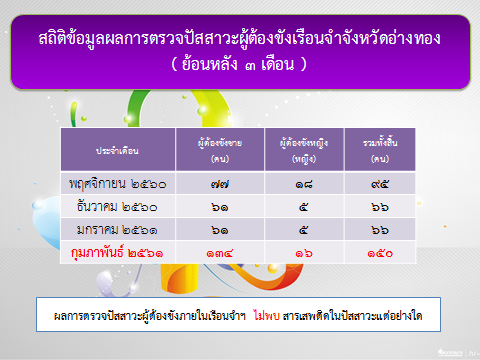 สถิติข้อมูลผลการตรวจปัสสาวะผู้ต้องขังเรือนจำจังหวัดอ่างทอง
( ย้อนหลัง ๓ เดือน )
ประจำเดือน ผู้ต้องขังชาย (คน) ผู้ต้องขังหญิง (หญิง) รวมทั้งสิ้น (คน)
พฤศจิกายน ๒๕๖๐ ๗๗ ๑๘ ๙๕
ธันวาคม ๒๕๖๐ ๖๑ ๕ ๖๖
มกราคม ๒๕๖๑ ๖๑ ๕ ๖๖
กุมภาพันธ์ ๒๕๖๑ ๑๓๔ ๑๖ ๑๕๐
ผลการตรวจปัสสาวะผู้ต้องขังภายในเรือนจำฯ ไม่พบ สารเสพติดในปัสสาวะแต่อย่างใด